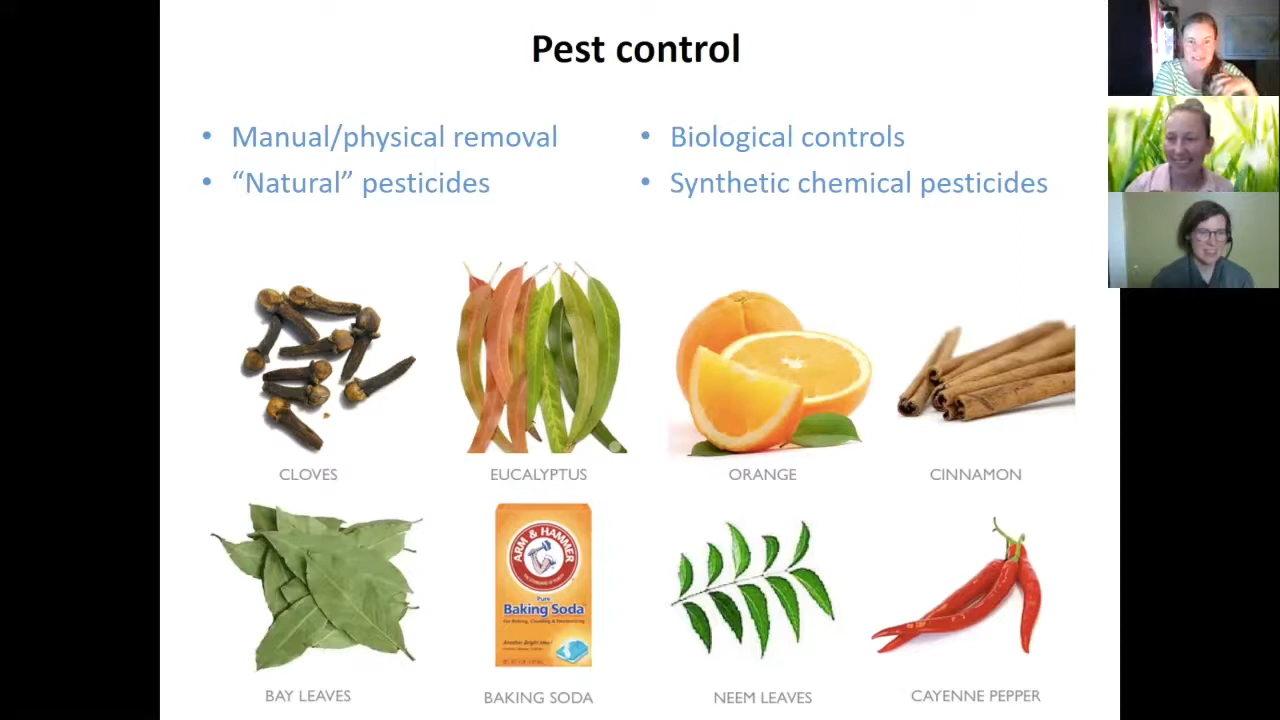 Pest control
• Manual/physical removal
• “Natural” pesticides
• Biological controls
• Synthetic chemical pesticides
CLOVES
EUCALYPTUS
ORANGE
CINNAMON
ARM & HAMMER
Pure
Baking Soda
BAY LEAVES
BAKING SODA
NEEM LEAVES
CAYENNE PEPPER